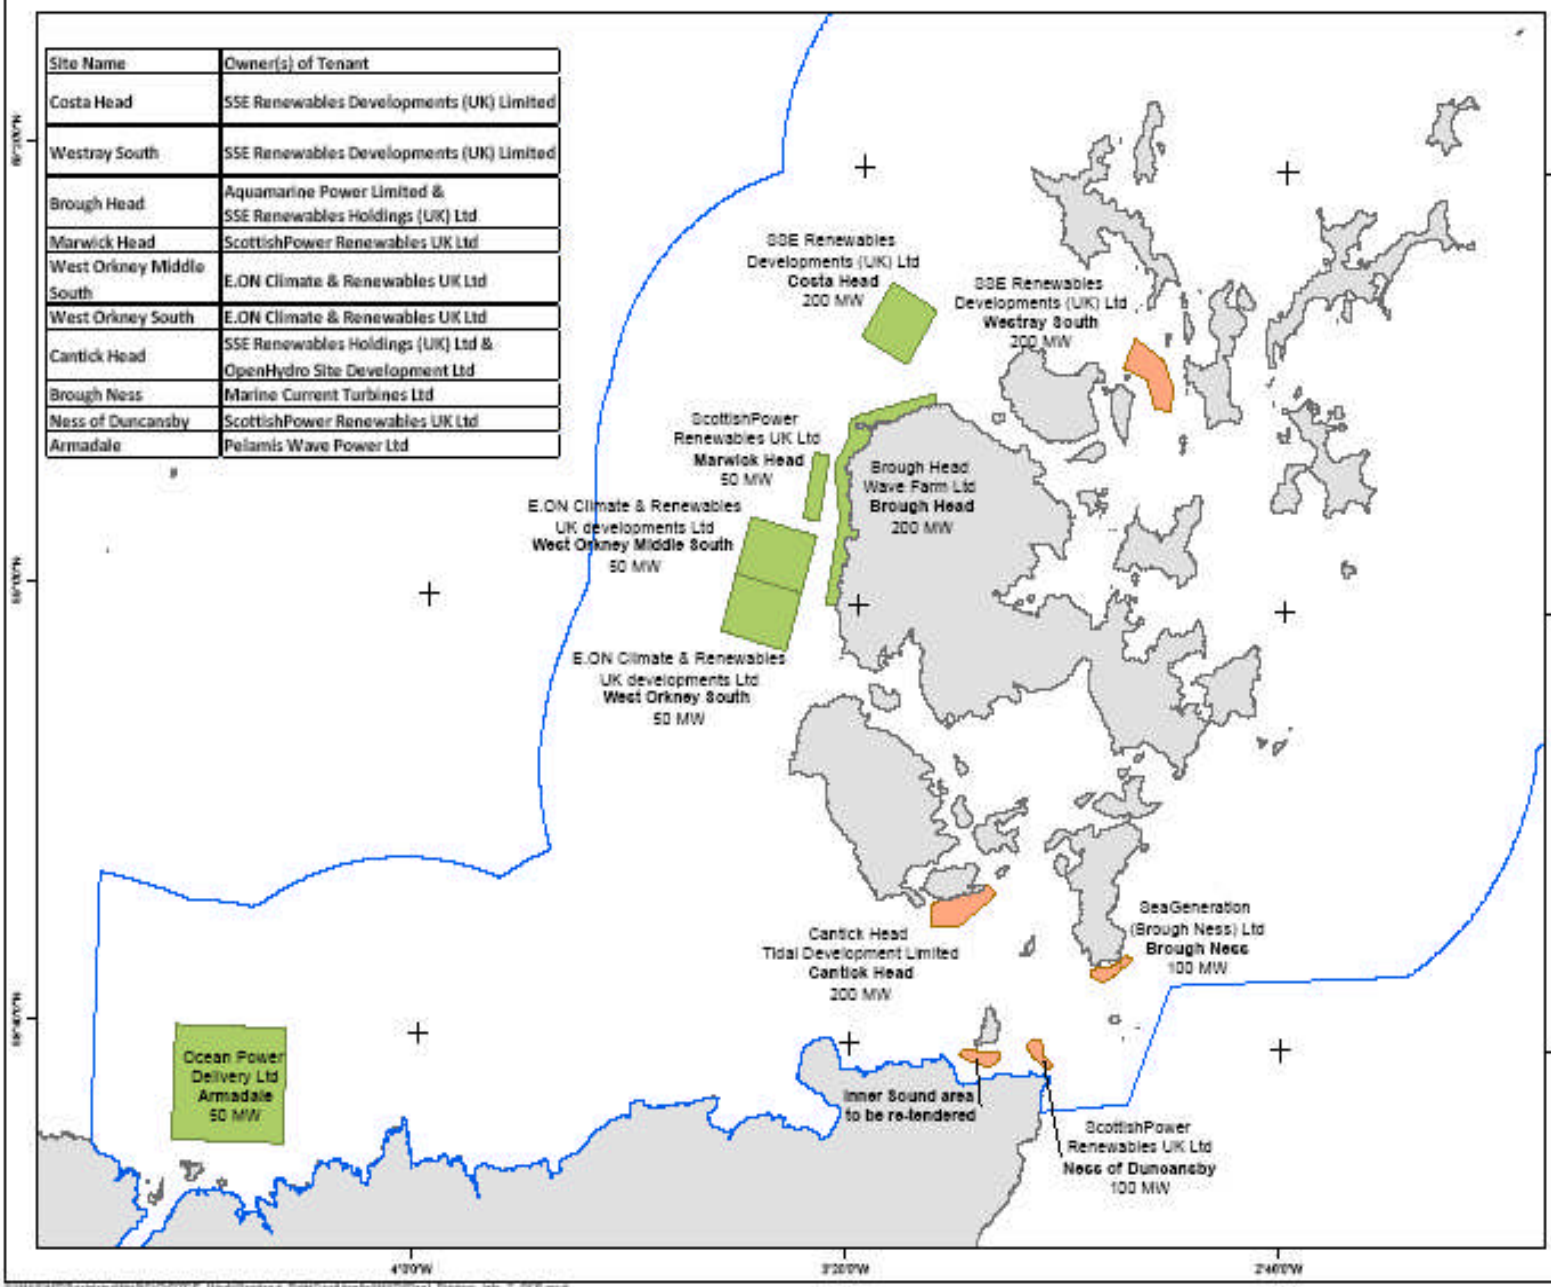 Site Name Owner(s) of Tenant
Costa Head SSE Renewables Developments (UK) Limited
Westray South SSE Renewables Developments (UK) Limited
Brough Head Aquamarine Power Limited &
SSE Renewables Holdings (UK) Ltd
Marwick Head ScottishPower Renewables UK Ltd
West Orkney Middle
South E.ON Climate & Renewables UK Ltd
West Orkney South E.ON Climate & Renewables UK Ltd
Cantick Head SSE Renewables Holdings (UK) Ltd &
OpenHydro Site Development Ltd
Brough Ness Marine Current Turbines Ltd
Ness of Duncansby ScottishPower Renewables UK Ltd
Armadale Pelamis Wave Power Ltd
SSE Renewables
Developments (UK) Ltd
Costa Head
200 MW
SSE Renewables
Developments (UK) Ltd
Westray South
200 MW
ScottishPower
Renewables UK Ltd
Marwick Head
50 MW
Brough Head
Wave Farm Ltd
Brough Head
200 MW
E.ON Climate & Renewables
UK developments Ltd
West Orkney Middle South
50 MW
E.ON Climate & Renewables
UK developments Ltd
West Orkney South
50 MW
SeaGeneration
(Brough Ness) Ltd
Brough Ness
100 MW
Cantick Head
Tidal Development Limited
Cantick Head
200 MW
Ocean Power
Delivery Ltd
Armadale
50 MW
Inner Sound area
to be re-tendered
ScottishPower
Renewables UK Ltd
Ness of Duncansby
100 MW
4°0'0"W 3°20'0"W 2°40'0"W